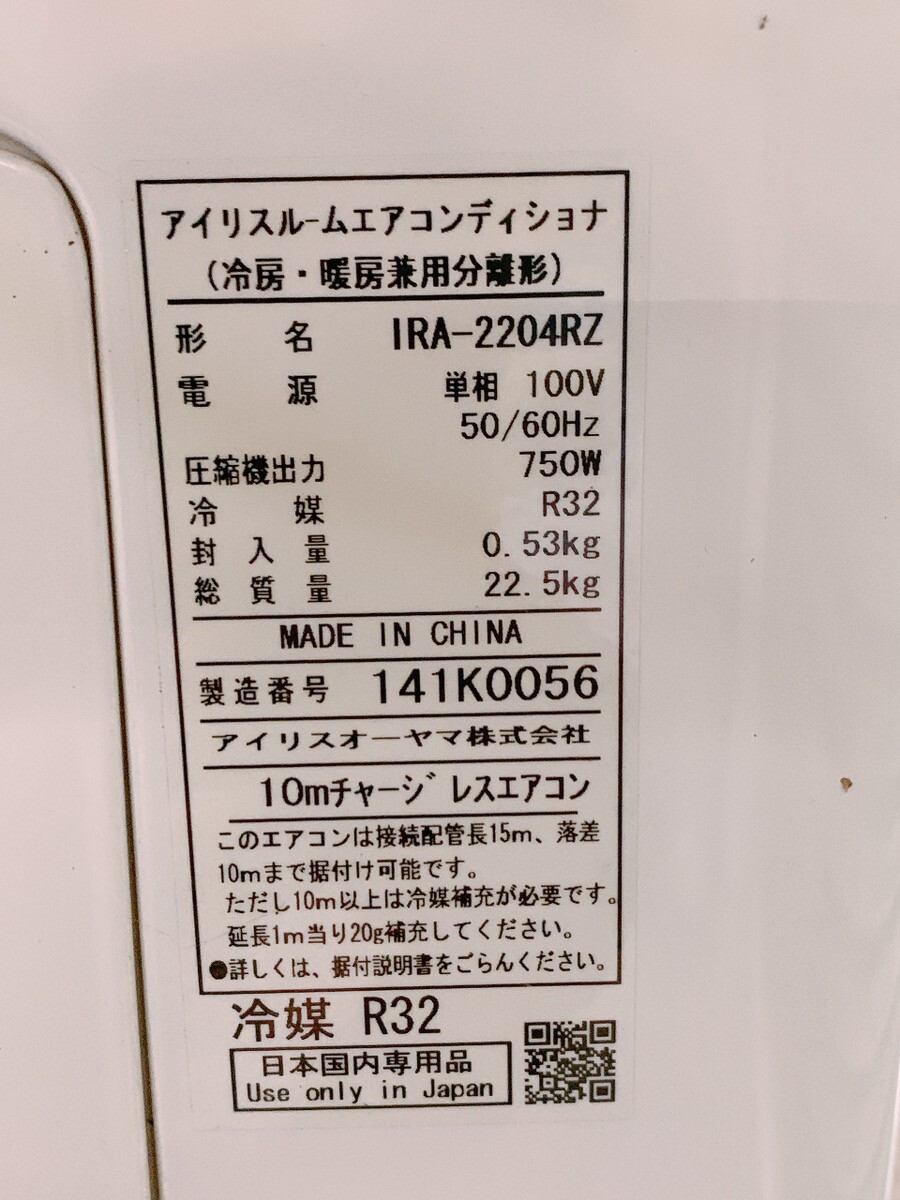 アイリスルームエアコンディショナ
(冷房・暖房兼用分離形)
形名 IRA-2204RZ
電源 単相 100V
50/60Hz
圧縮機出力 750W
冷媒 R32
封入量 0.53kg
総質量 22.5kg
MADE IN CHINA
製造番号 141K0056
アイリスオーヤマ株式会社
10mチャージレスエアコン
このエアコンは接続配管長15m、落差
10mまで据付け可能です。
ただし10m以上は冷媒補充が必要です。
延長1m当り20g補充してください。
●詳しくは、据付説明書をごらんください。
冷媒 R32
日本国内専用品
Use only in Japan